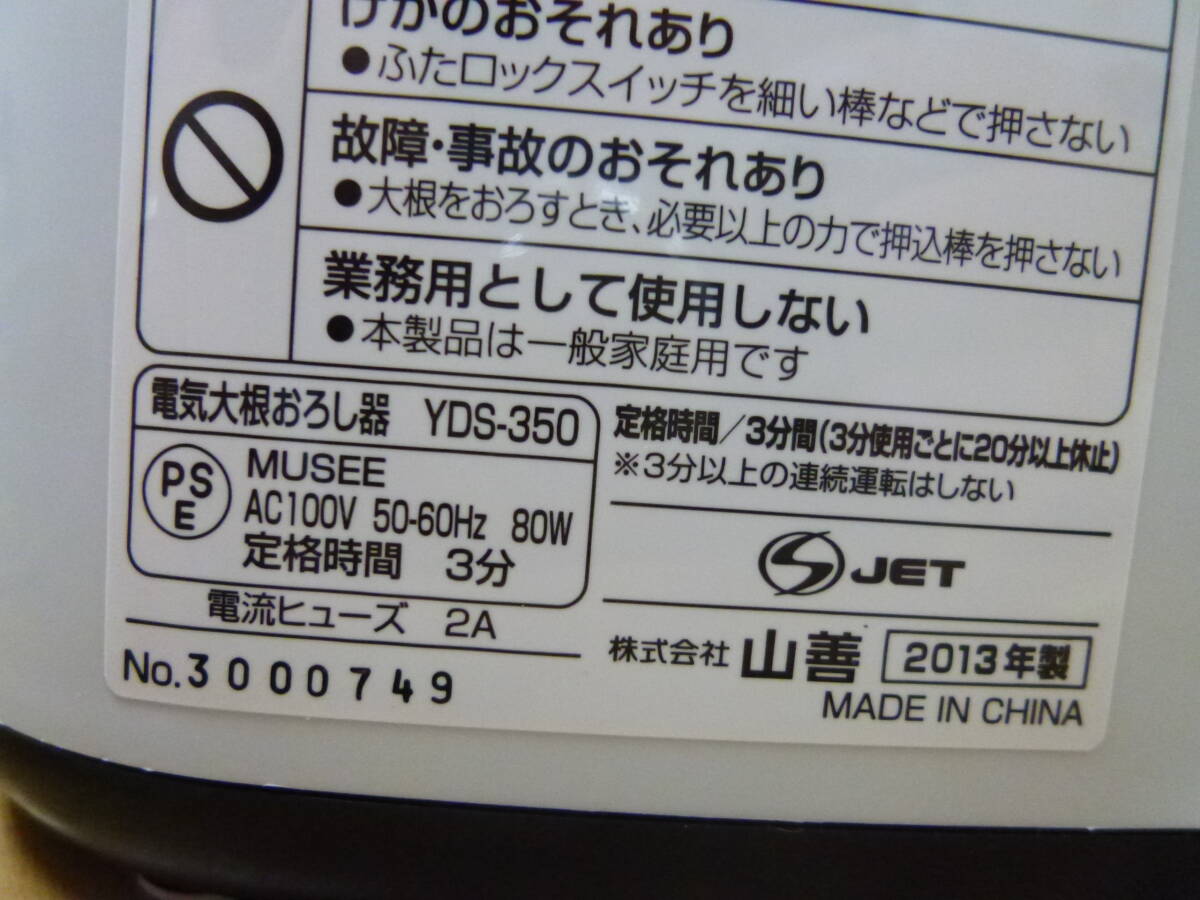 けがのおそれあり
●ふたロックスイッチを細い棒などで押さない
故障・事故のおそれあり
●大根をおろすとき、必要以上の力で押込棒を押さない
業務用として使用しない
●本製品は一般家庭用です
電気大根おろし器 YDS-350
PSE
MUSEE
AC100V 50-60Hz 80W
定格時間 3分
電流ヒューズ 2A
No.3000749
定格時間/3分間(3分使用ごとに20分以上休止)
※3分以上の連続運転はしない
S JET
株式会社 山善 2013年製
MADE IN CHINA